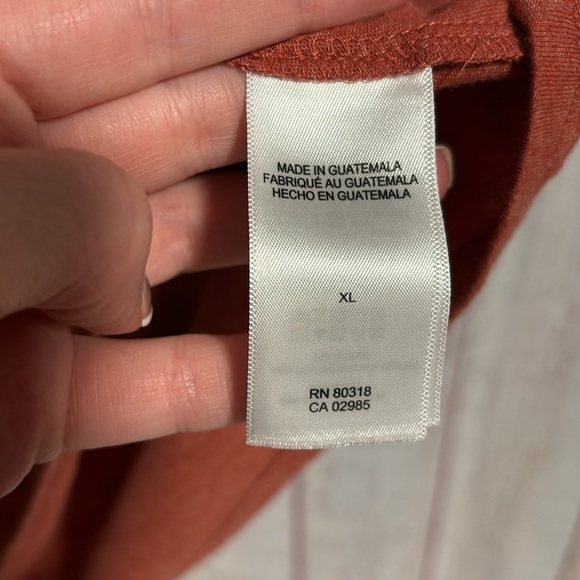 MADE IN GUATEMALA
FABRIQUÉ AU GUATEMALA
HECHO EN GUATEMALA
XL
RN 80318
CA 02985